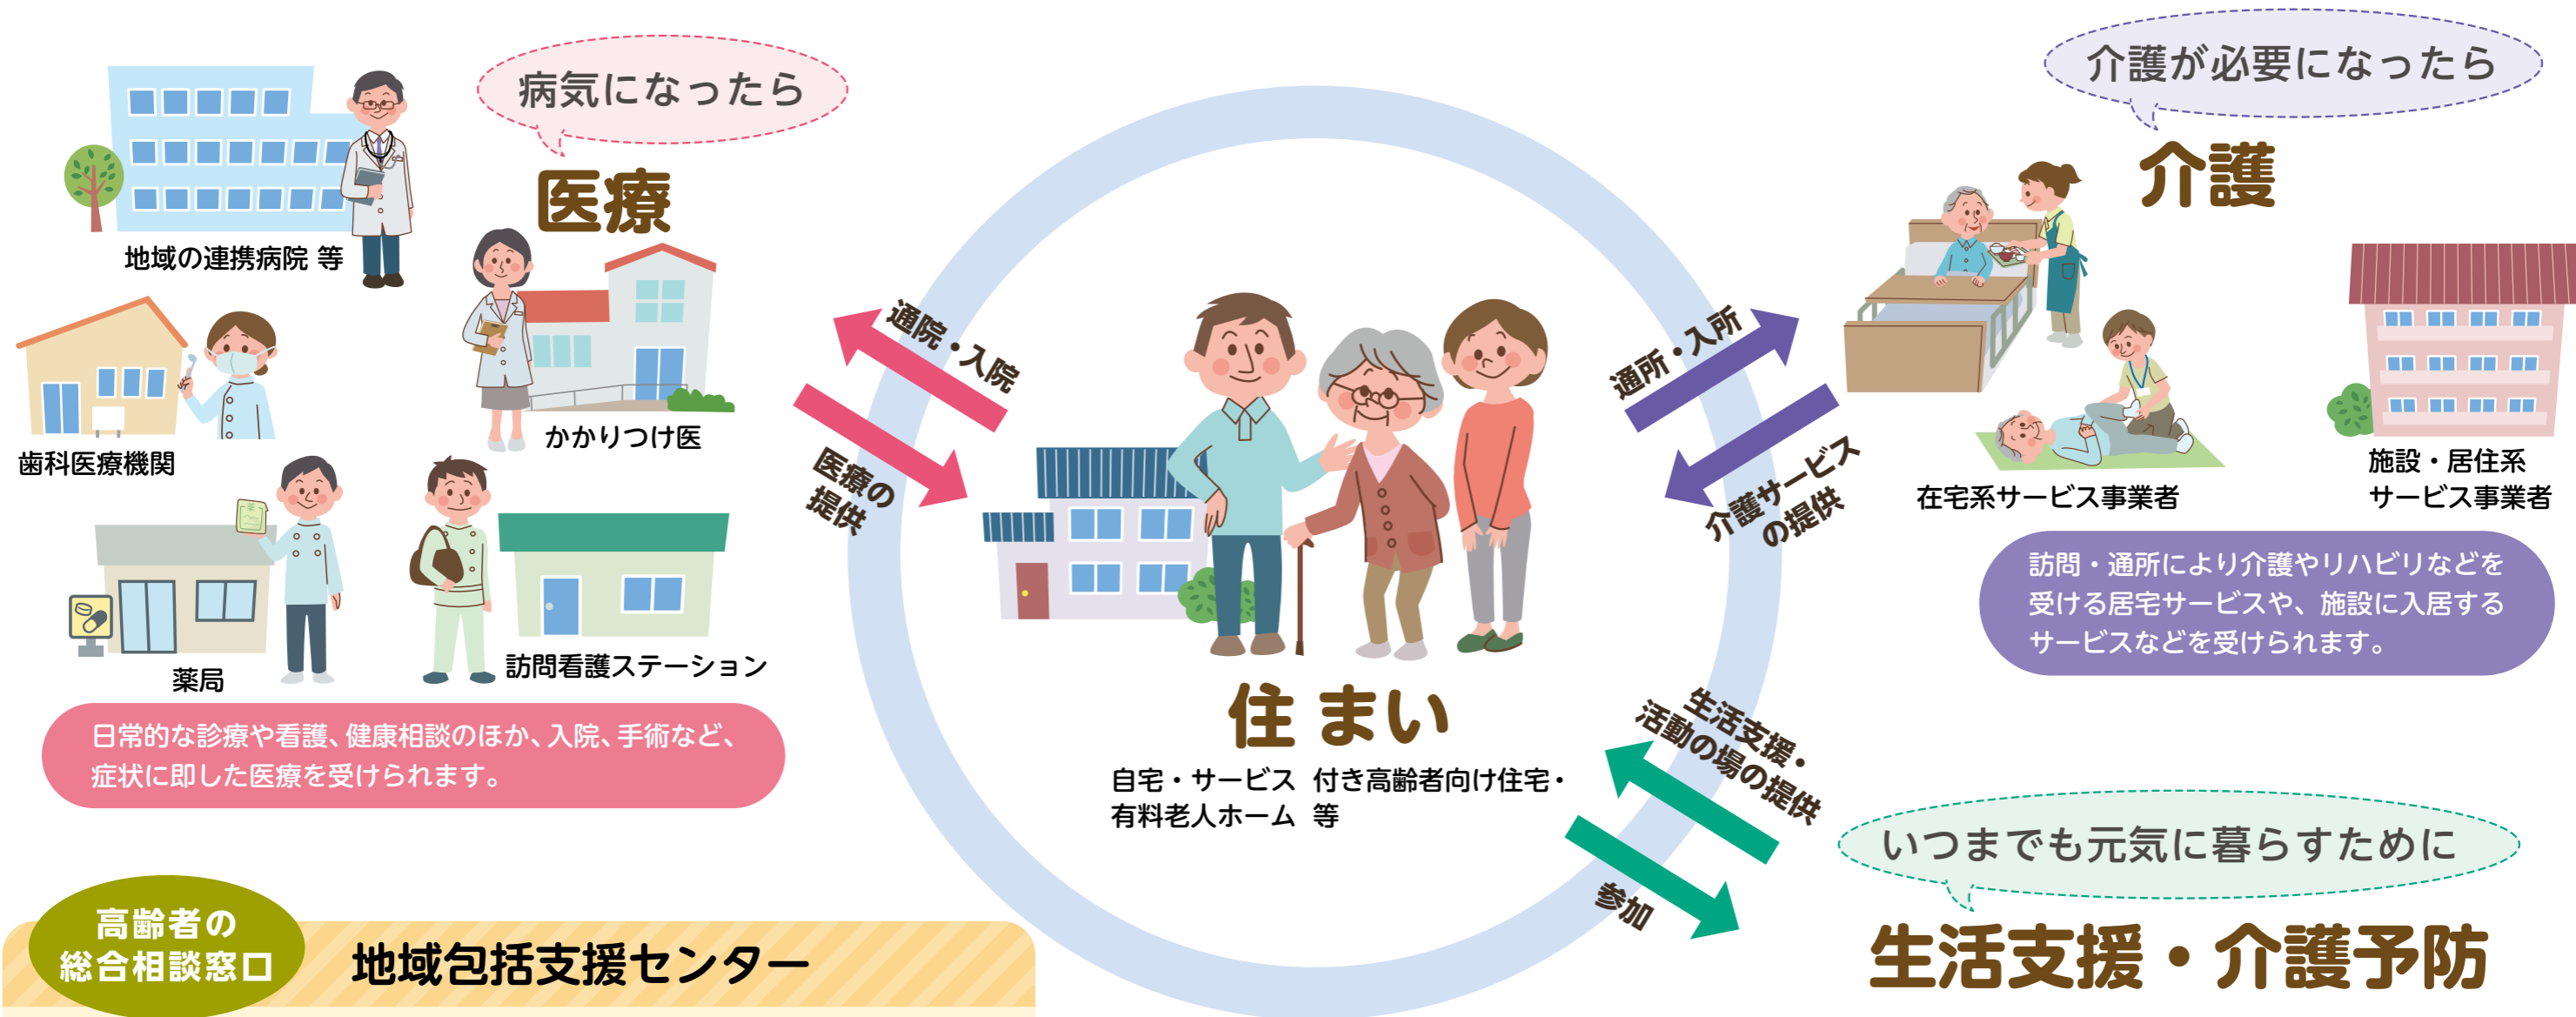 病気になったら
医療
地域の連携病院 等
かかりつけ医
歯科医療機関
薬局
訪問看護ステーション
日常的な診療や看護、健康相談のほか、入院、手術など、
症状に即した医療を受けられます。
通院・入院
医療の
提供
住まい
自宅・サービス 付き高齢者向け住宅・
有料老人ホーム 等
介護が必要になったら
介護
通所・入所
介護サービス
の提供
在宅系サービス事業者
施設・居住系
サービス事業者
訪問・通所により介護やリハビリなどを
受ける居宅サービスや、施設に入居する
サービスなどを受けられます。
生活支援・
活動の場の提供
参加
いつまでも元気に暮らすために
生活支援・介護予防
高齢者の
総合相談窓口
地域包括支援センター